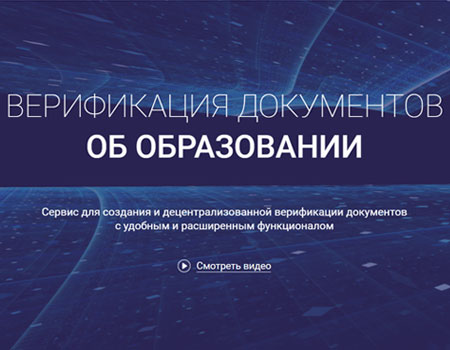 ВЕРИФИКАЦИЯ ДОКУМЕНТОВ
ОБ ОБРАЗОВАНИИ
Сервис для создания и децентрализованной верификации документов
с удобным и расширенным функционалом
Смотреть видео